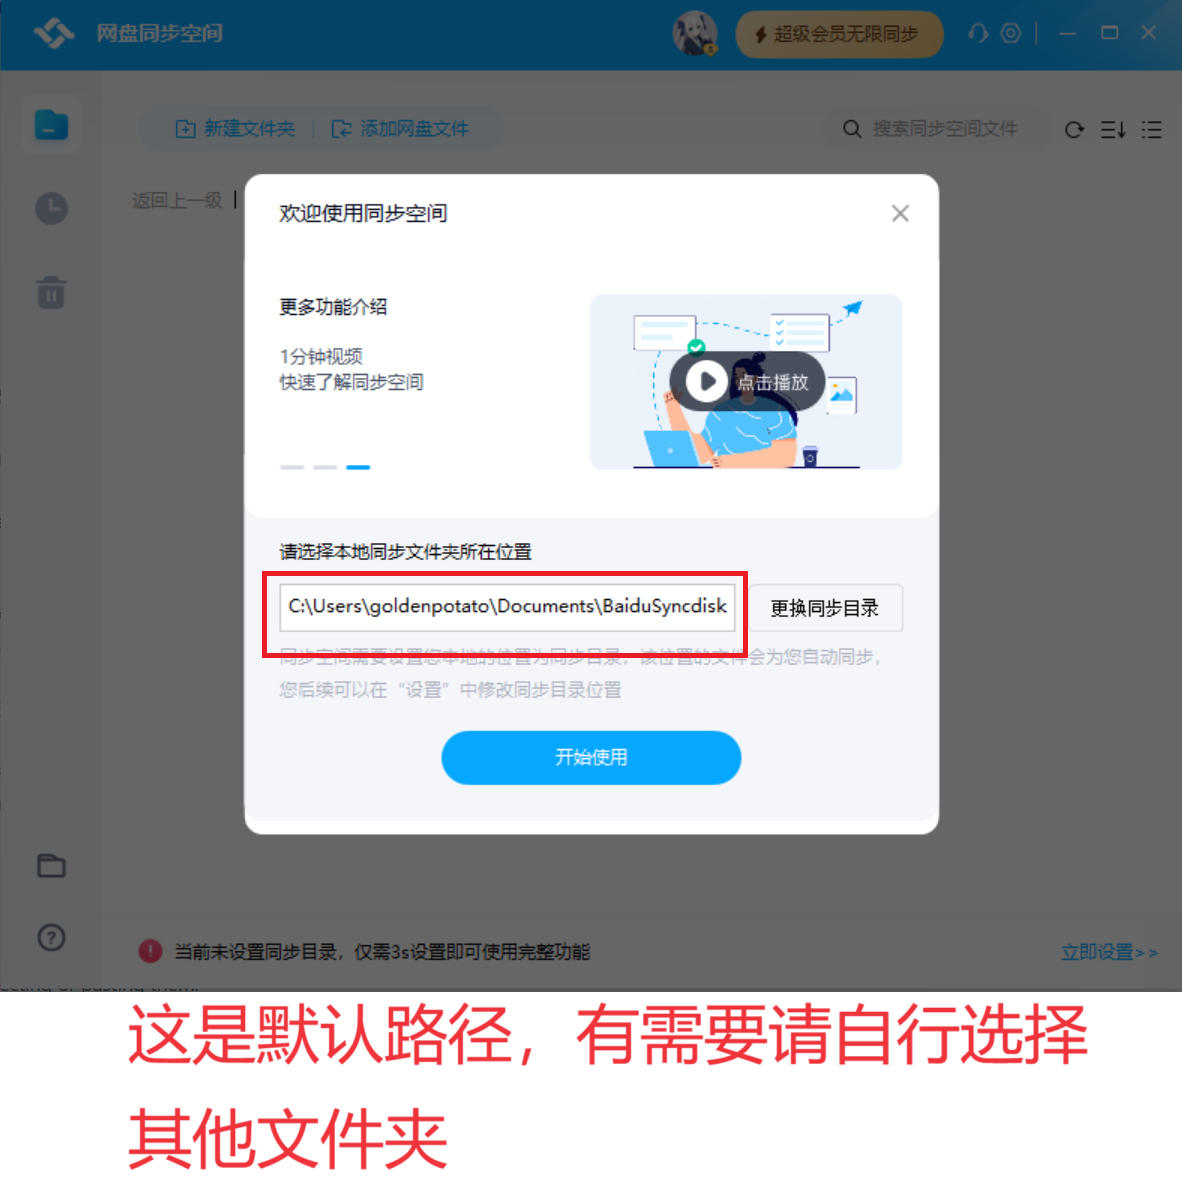 网盘同步空间
超级会员无限同步
新建文件夹 添加网盘文件
搜索同步空间文件
返回上一级
欢迎使用同步空间
更多功能介绍
1分钟视频
快速了解同步空间
点击播放
请选择本地同步文件夹所在位置
C:\Users\goldenpotato\Documents\BaiduSyncdisk
更换同步目录
同步空间需要设置您本地的位置为同步目录，该位置的文件会为您自动同步，
您后续可以在“设置”中修改同步目录位置
开始使用
当前未设置同步目录，仅需3s设置即可使用完整功能
立即设置>>
这是默认路径，有需要请自行选择
其他文件夹